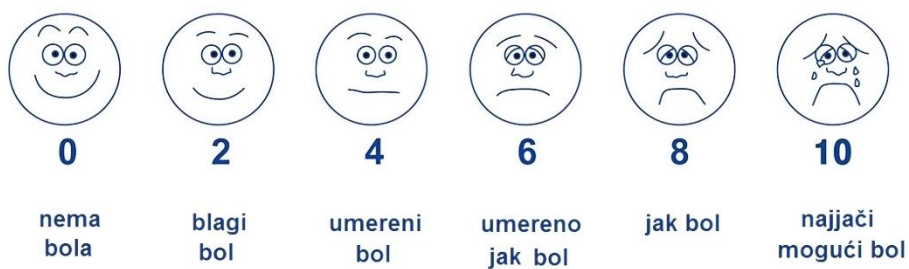 0 2 4 6 8 10
nema blagi umereni umereno jak bol najjači
bola bol bol jak bol mogući bol